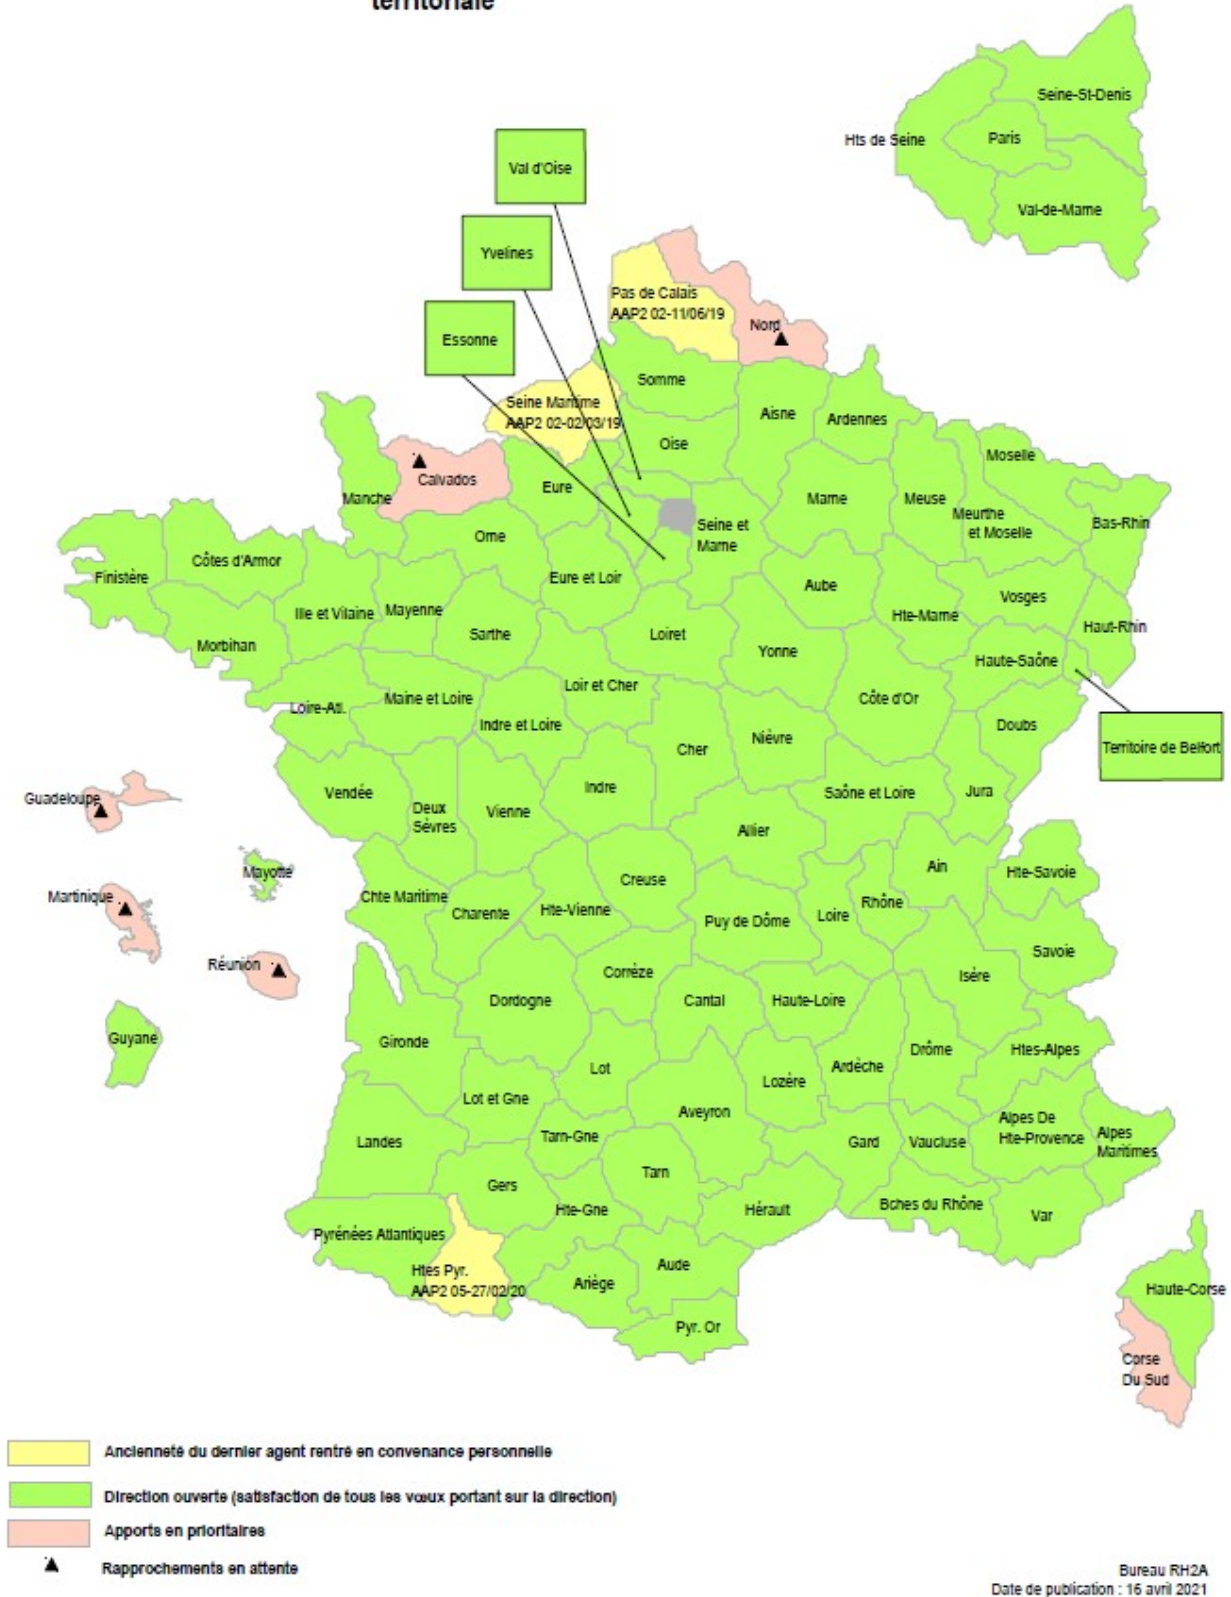 territoriale
Seine-St-Denis
Hts de Seine
Paris
Val-de-Marne
Val d'Oise
Yvelines
Essonne
Pas de Calais
AAP2 02-11/06/19
Nord
Seine Maritime
AAP2 02-02/03/19
Somme
Aisne
Ardennes
Oise
Moselle
Calvados
Manche
Eure
Marne
Meuse
Meurthe
et Moselle
Bas-Rhin
Seine et
Marne
Orne
Côtes d'Armor
Finistère
Eure et Loir
Aube
Vosges
Ille et Vilaine
Mayenne
Hte-Marne
Haut-Rhin
Sarthe
Loiret
Morbihan
Yonne
Haute-Saône
Loir et Cher
Maine et Loire
Côte d'Or
Loire-Atl.
Indre et Loire
Doubs
Nièvre
Cher
Territoire de Belfort
Indre
Vendée
Saône et Loire
Jura
Guadeloupe
Deux
Sèvres
Vienne
Allier
Ain
Mayotte
Hte-Savoie
Creuse
Martinique
Chte Maritime
Rhône
Charente
Hte-Vienne
Loire
Puy de Dôme
Savoie
Réunion
Corrèze
Isère
Dordogne
Cantal
Haute-Loire
Guyane
Gironde
Drôme
Htes-Alpes
Lot
Ardèche
Lozère
Lot et Gne
Aveyron
Alpes De
Hte-Provence
Alpes
Maritimes
Landes
Tarn-Gne
Gard
Vaucluse
Tarn
Gers
Hte-Gne
Hérault
Bches du Rhône
Var
Pyrénées Atlantiques
Htes Pyr.
AAP2 05-27/02/20
Aude
Ariège
Haute-Corse
Pyr. Or
Corse
Du Sud
Ancienneté du dernier agent rentré en convenance personnelle
Direction ouverte (satisfaction de tous les vœux portant sur la direction)
Apports en prioritaires
Rapprochements en attente
Bureau RH2A
Date de publication : 16 avril 2021